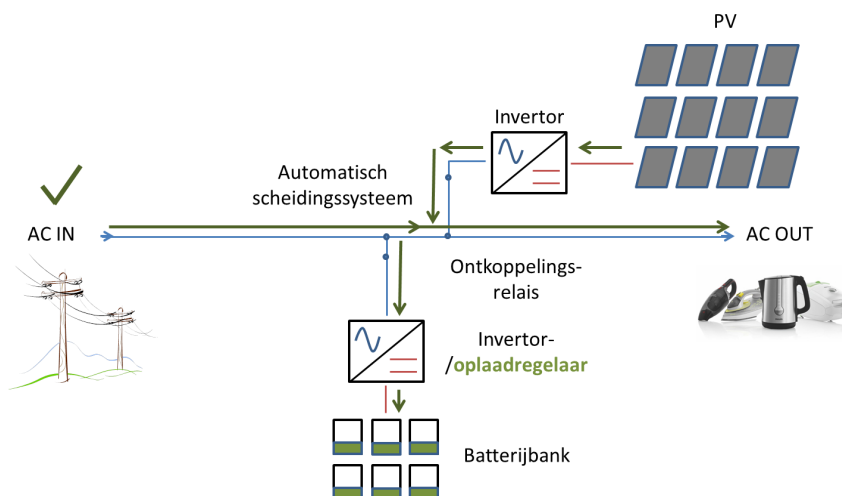 PV
Invertor
Automatisch
scheidingssysteem
AC IN
AC OUT
Ontkoppelings-
relais
Invertor-
/oplaadregelaar
Batterijbank